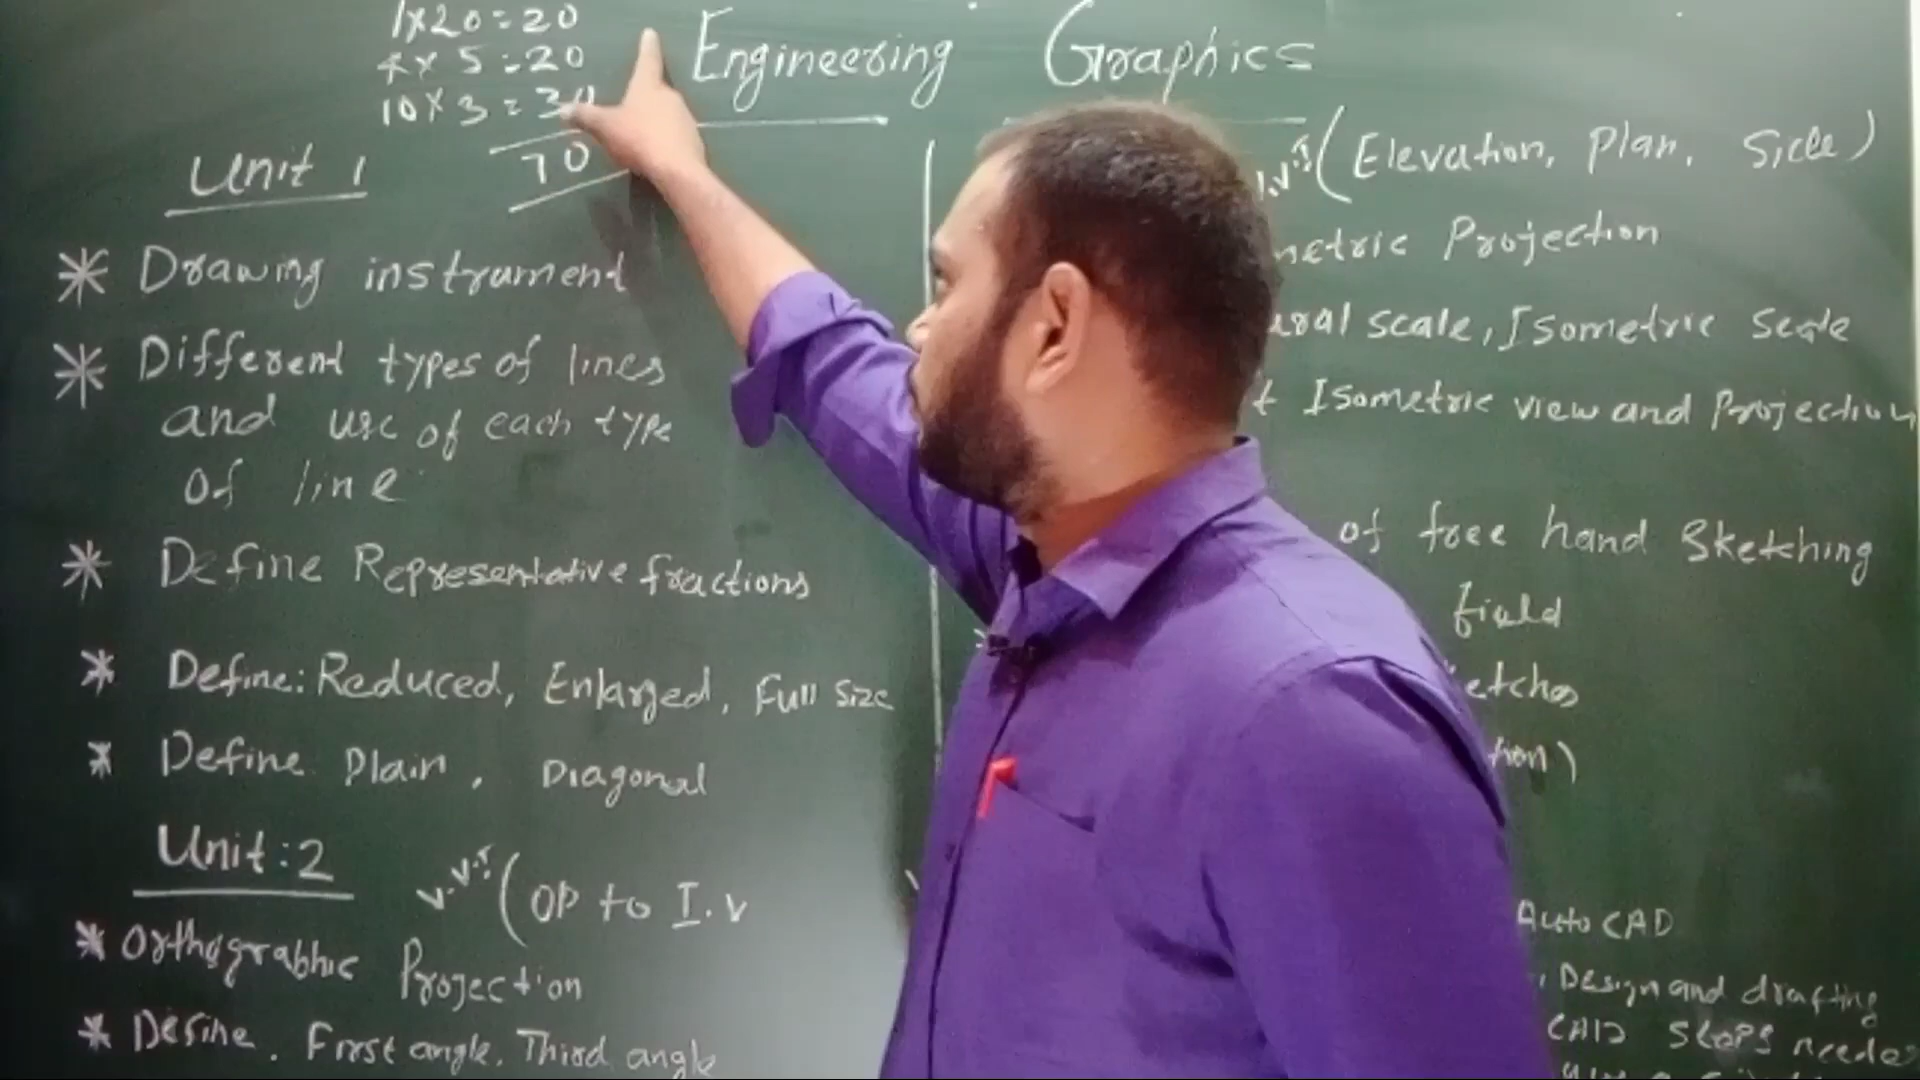 1x20=20
4x 5=20
10x3=30
70
Engineering Graphics
Unit 1
* Drawing instrument
* Different types of lines
and use of each type
of line
* Define Representative fractions
* Define: Reduced, Enlarged, Full size
* Define Plain, Diagonal
Unit:2
V.V.I (OP to I.V
* Orthographic Projection
* Define. First angle. Third angle
(Elevation, Plan, Side)
Projection
scale, Isometric Scale
Isometric view and Projection
of free hand Sketching
field
Auto CAD
Design and drafting
CAD steps